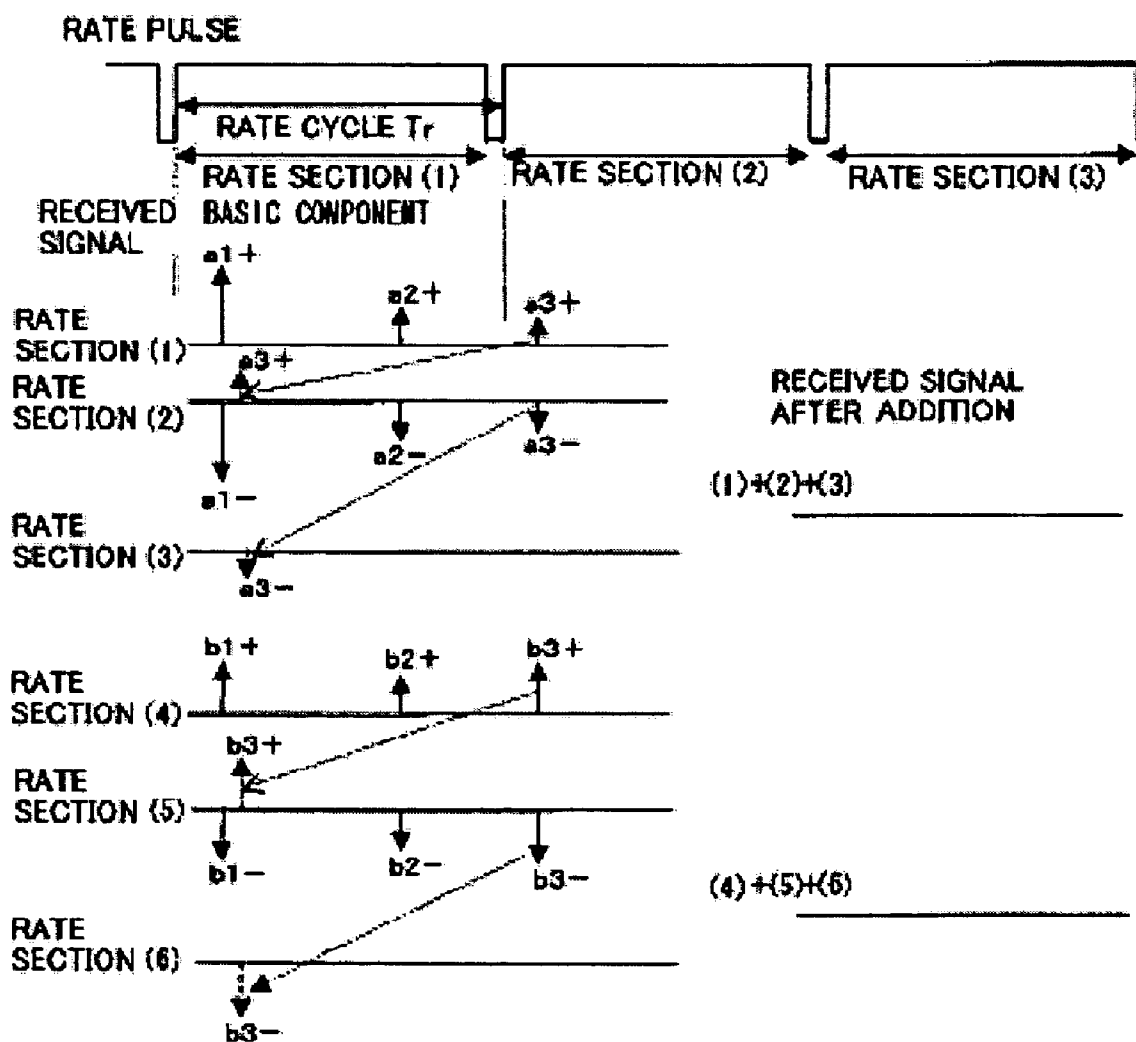 RATE PULSE
RATE CYCLE Tr
RATE SECTION (1)
RATE SECTION (2)
RATE SECTION (3)
RECEIVED
SIGNAL
BASIC COMPONENT
a1+
a2+
a3+
RATE
SECTION (1)
a3+
RATE
SECTION (2)
a1-
a2-
a3-
RECEIVED SIGNAL
AFTER ADDITION
(1)+(2)+(3)
RATE
SECTION (3)
a3-
b1+
b2+
b3+
RATE
SECTION (4)
b3+
RATE
SECTION (5)
b1-
b2-
b3-
(4)+(5)+(6)
RATE
SECTION (6)
b3-